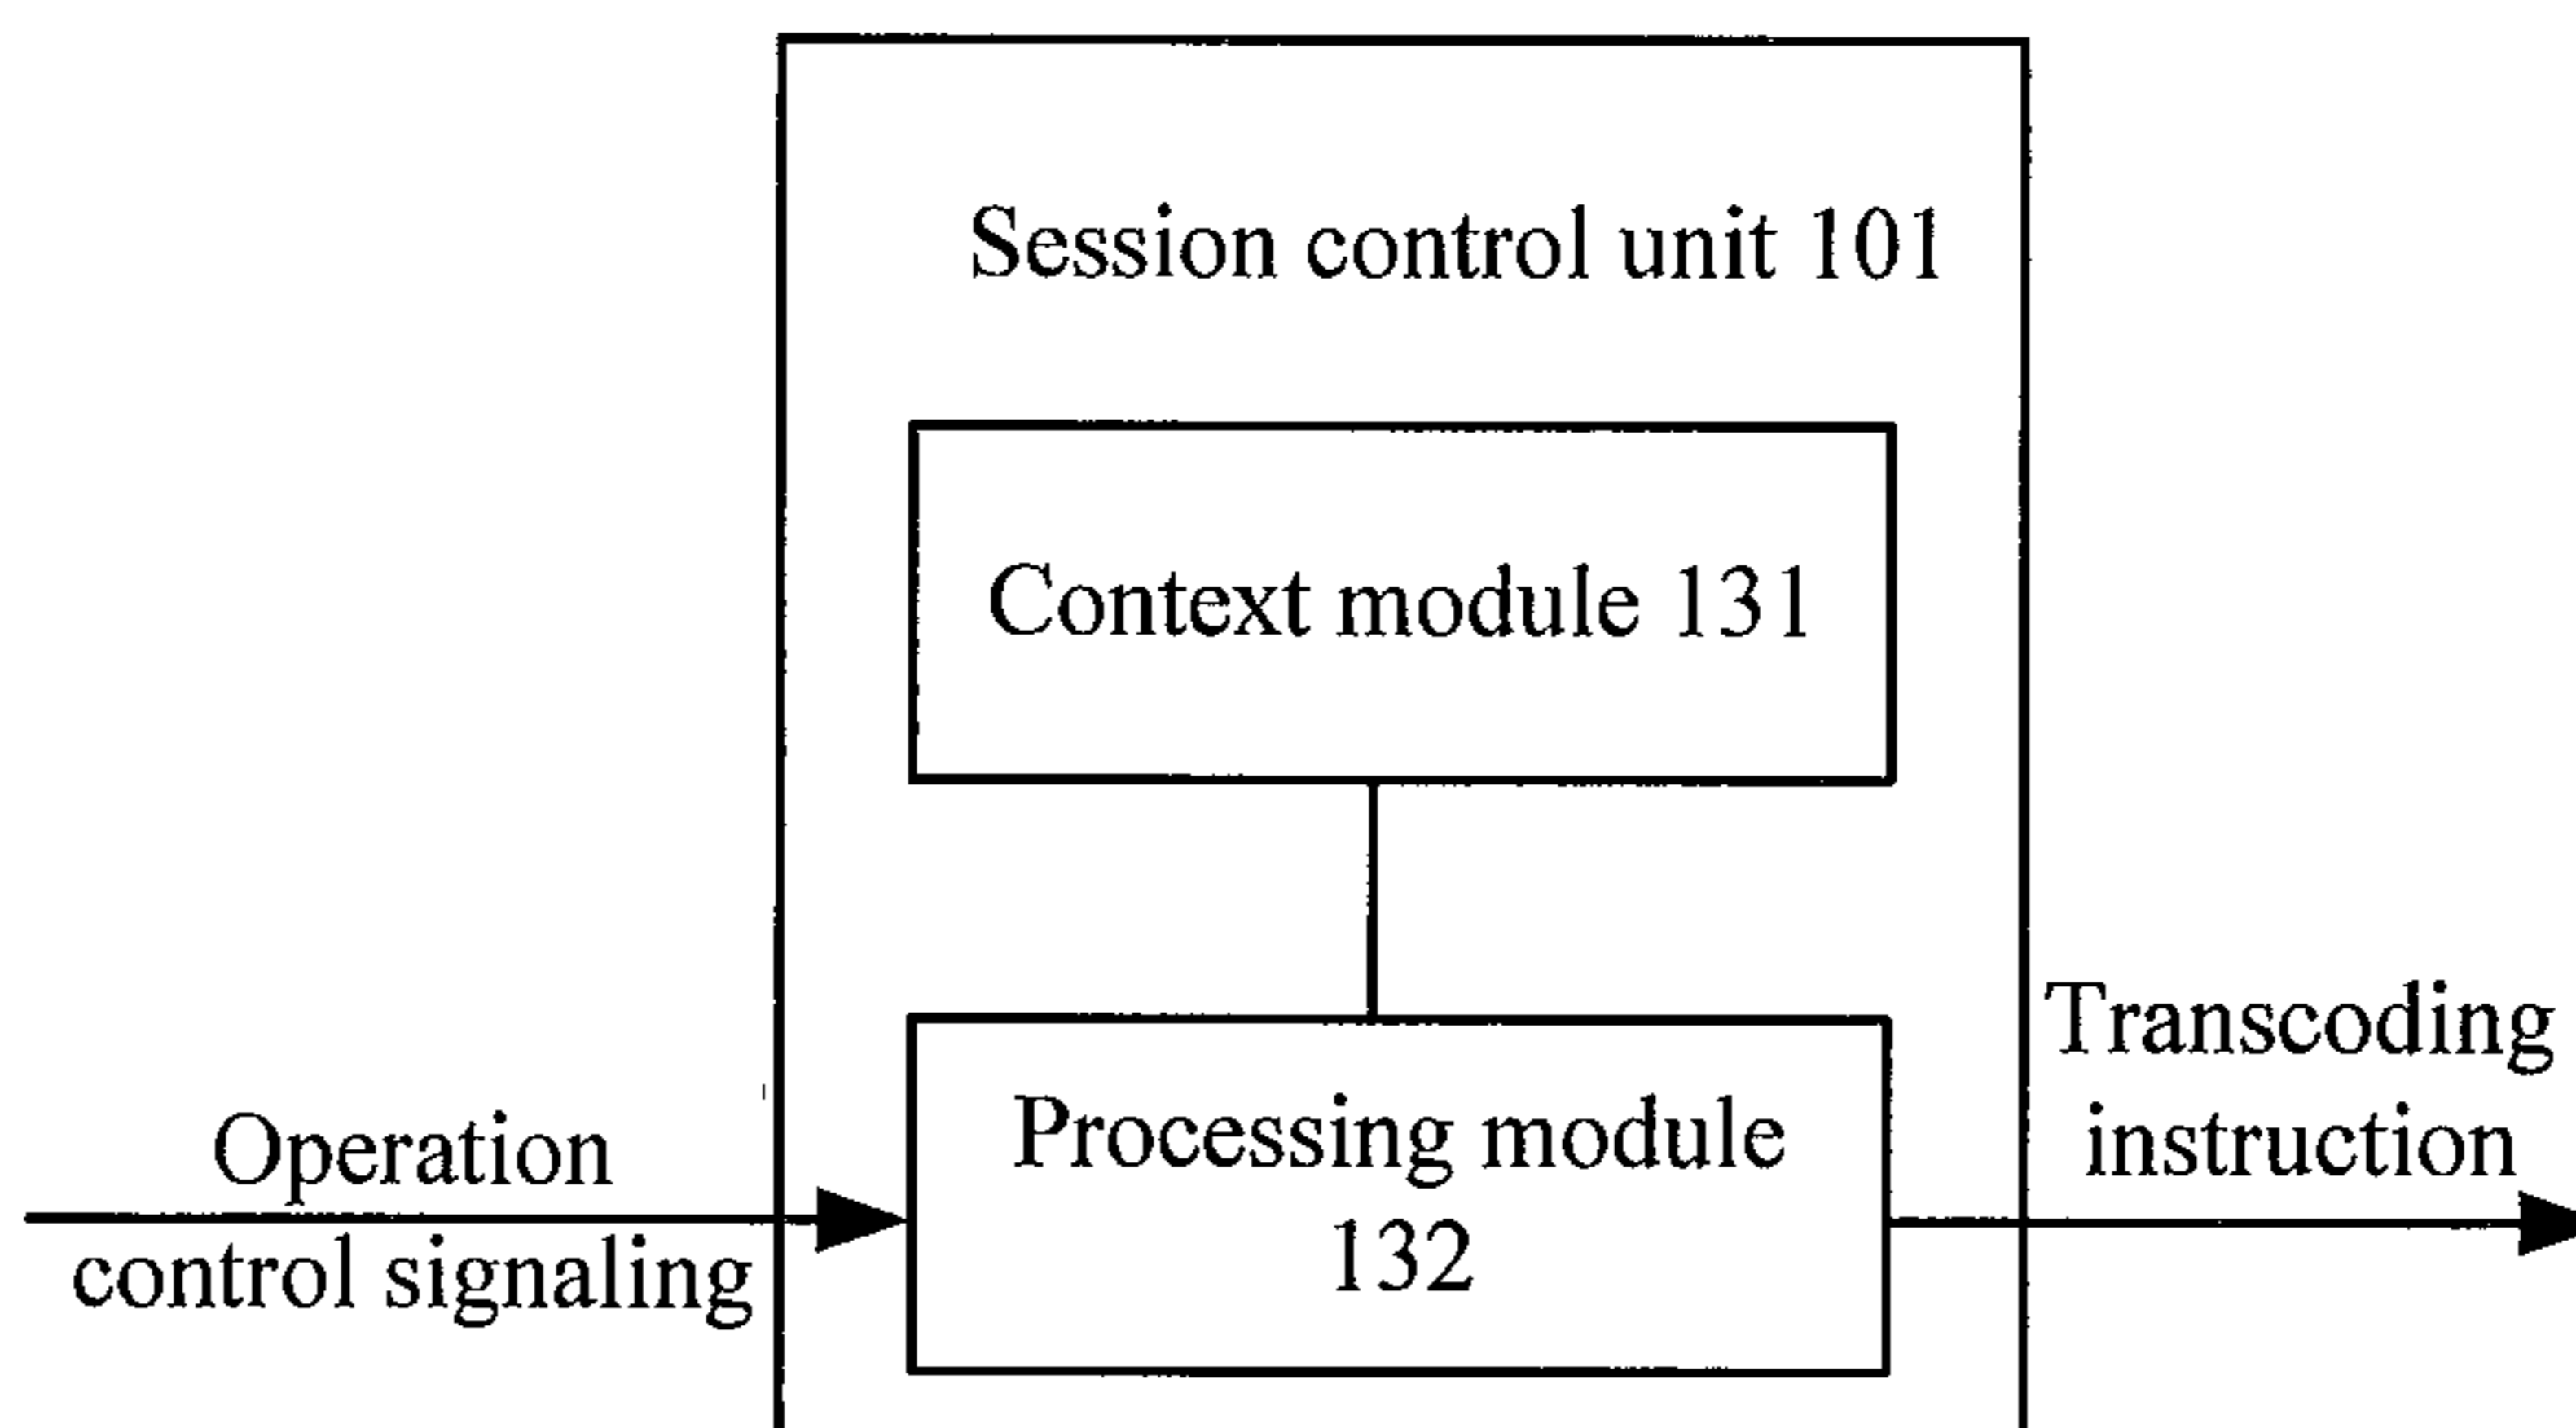 Session control unit 101
Context module 131
Processing module
132
Operation
control signaling
Transcoding
instruction